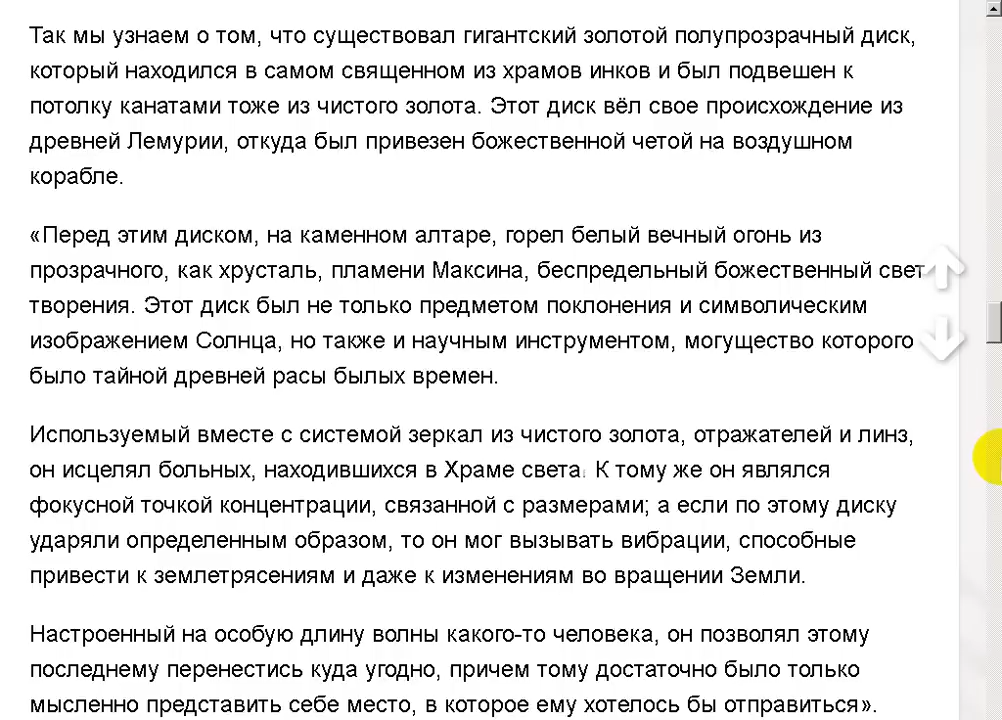 Так мы узнаем о том, что существовал гигантский золотой полупрозрачный диск,
который находился в самом священном из храмов инков и был подвешен к
потолку канатами тоже из чистого золота. Этот диск вёл свое происхождение из
древней Лемурии, откуда был привезен божественной четой на воздушном
корабле.
«Перед этим диском, на каменном алтаре, горел белый вечный огонь из
прозрачного, как хрусталь, пламени Максина, беспредельный божественный свет
творения. Этот диск был не только предметом поклонения и символическим
изображением Солнца, но также и научным инструментом, могущество которого
было тайной древней расы былых времен.
Используемый вместе с системой зеркал из чистого золота, отражателей и линз,
он исцелял больных, находившихся в Храме света. К тому же он являлся
фокусной точкой концентрации, связанной с размерами; а если по этому диску
ударяли определенным образом, то он мог вызывать вибрации, способные
привести к землетрясениям и даже к изменениям во вращении Земли.
Настроенный на особую длину волны какого-то человека, он позволял этому
последнему перенестись куда угодно, причем тому достаточно было только
мысленно представить себе место, в которое ему хотелось бы отправиться».